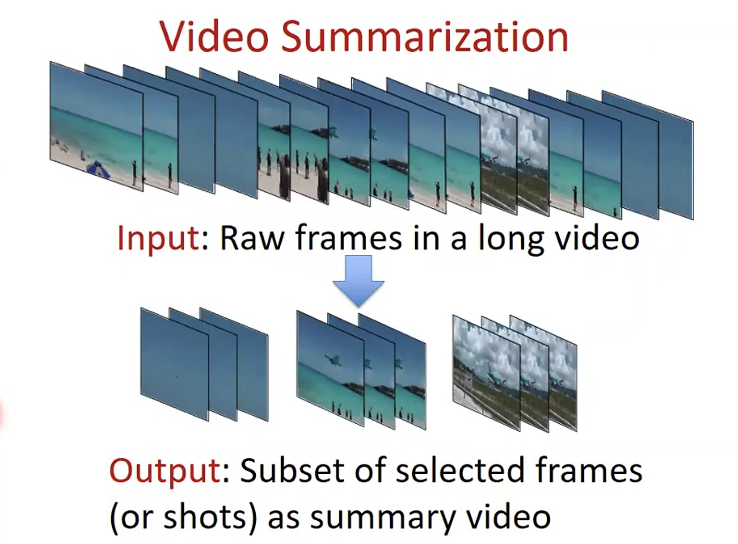 Video Summarization
Input: Raw frames in a long video
Output: Subset of selected frames
(or shots) as summary video